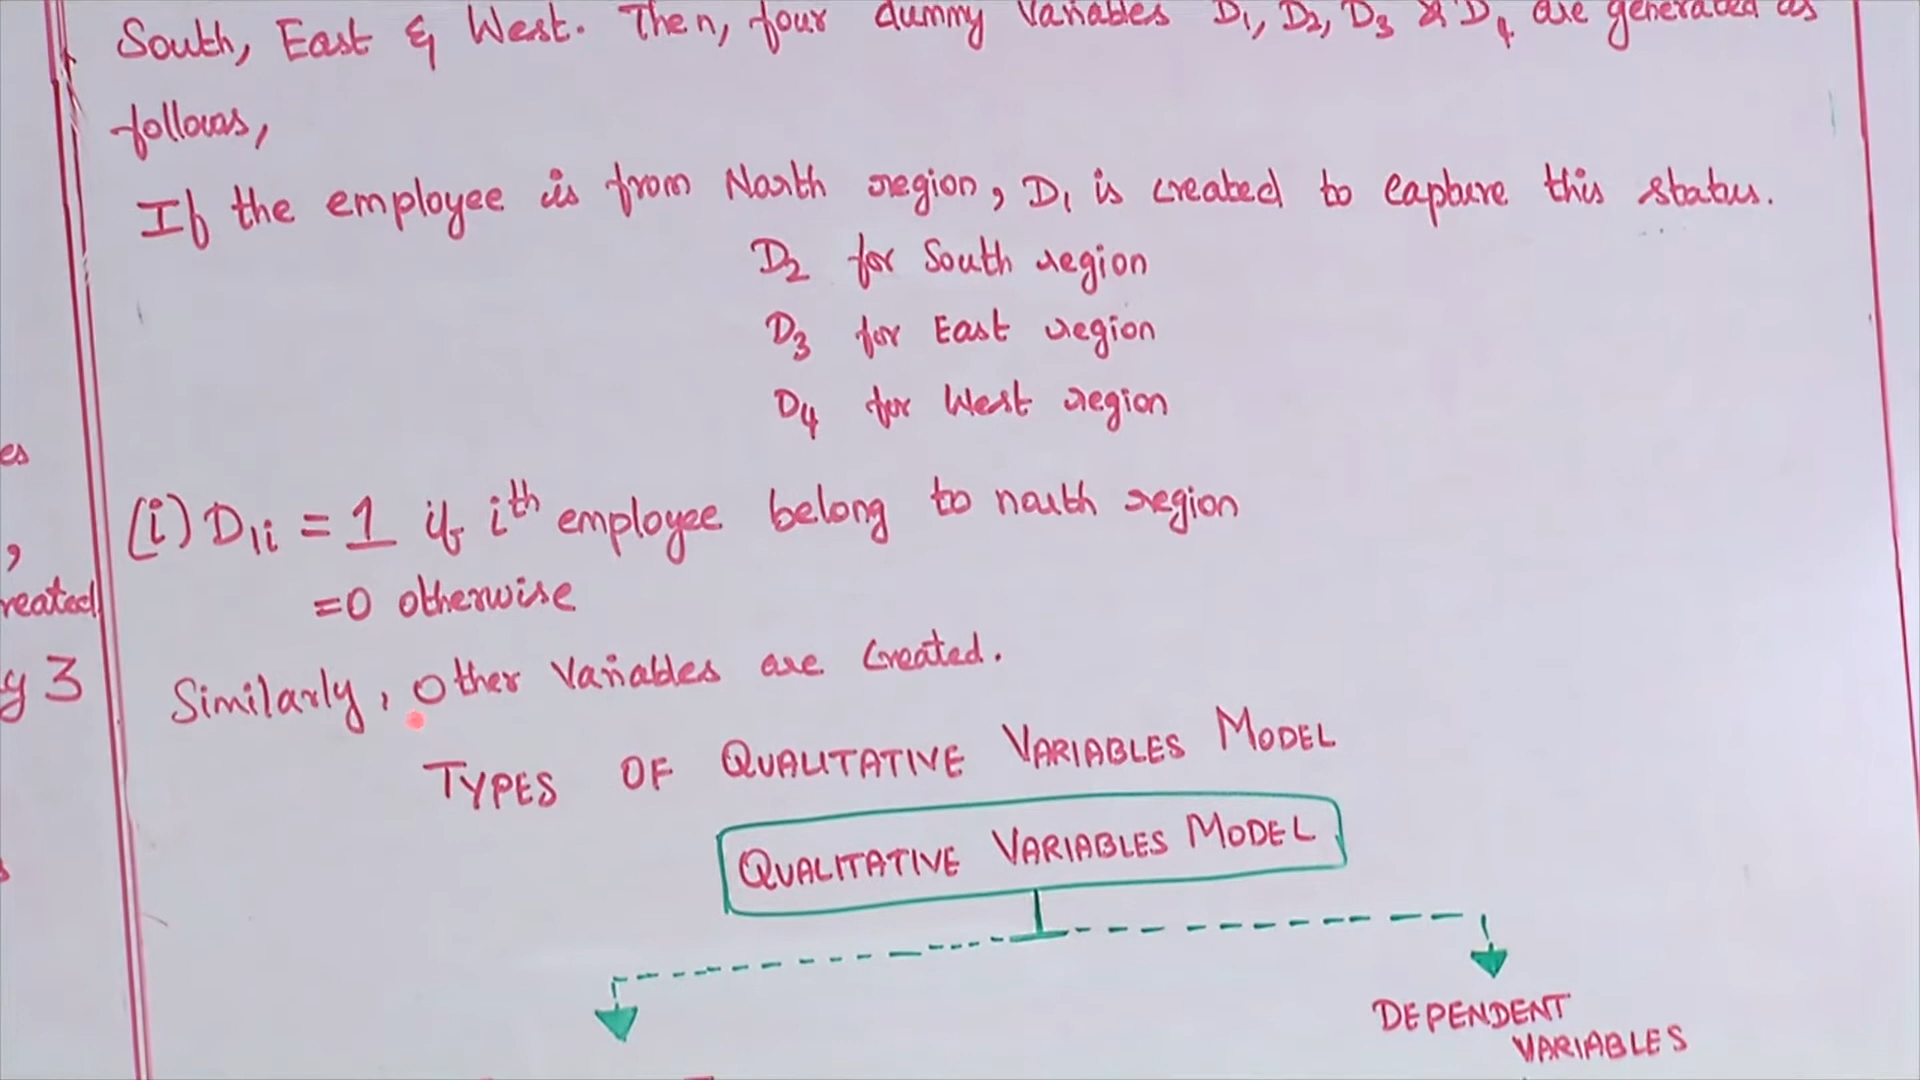 South, East & West. Then, four dummy Variables D1, D2, D3 & D4 are generated as
follows,
If the employee is from North region, D1 is created to Capture this status.
D2 for South region
D3 for East region
D4 for West region
es
(i) D1i = 1 if ith employee belong to north region
,
reated
=0 otherwise
y 3
Similarly, Other Variables are Created.
TYPES OF QUALITATIVE VARIABLES MODEL
QUALITATIVE VARIABLES MODEL
DEPENDENT
VARIABLES